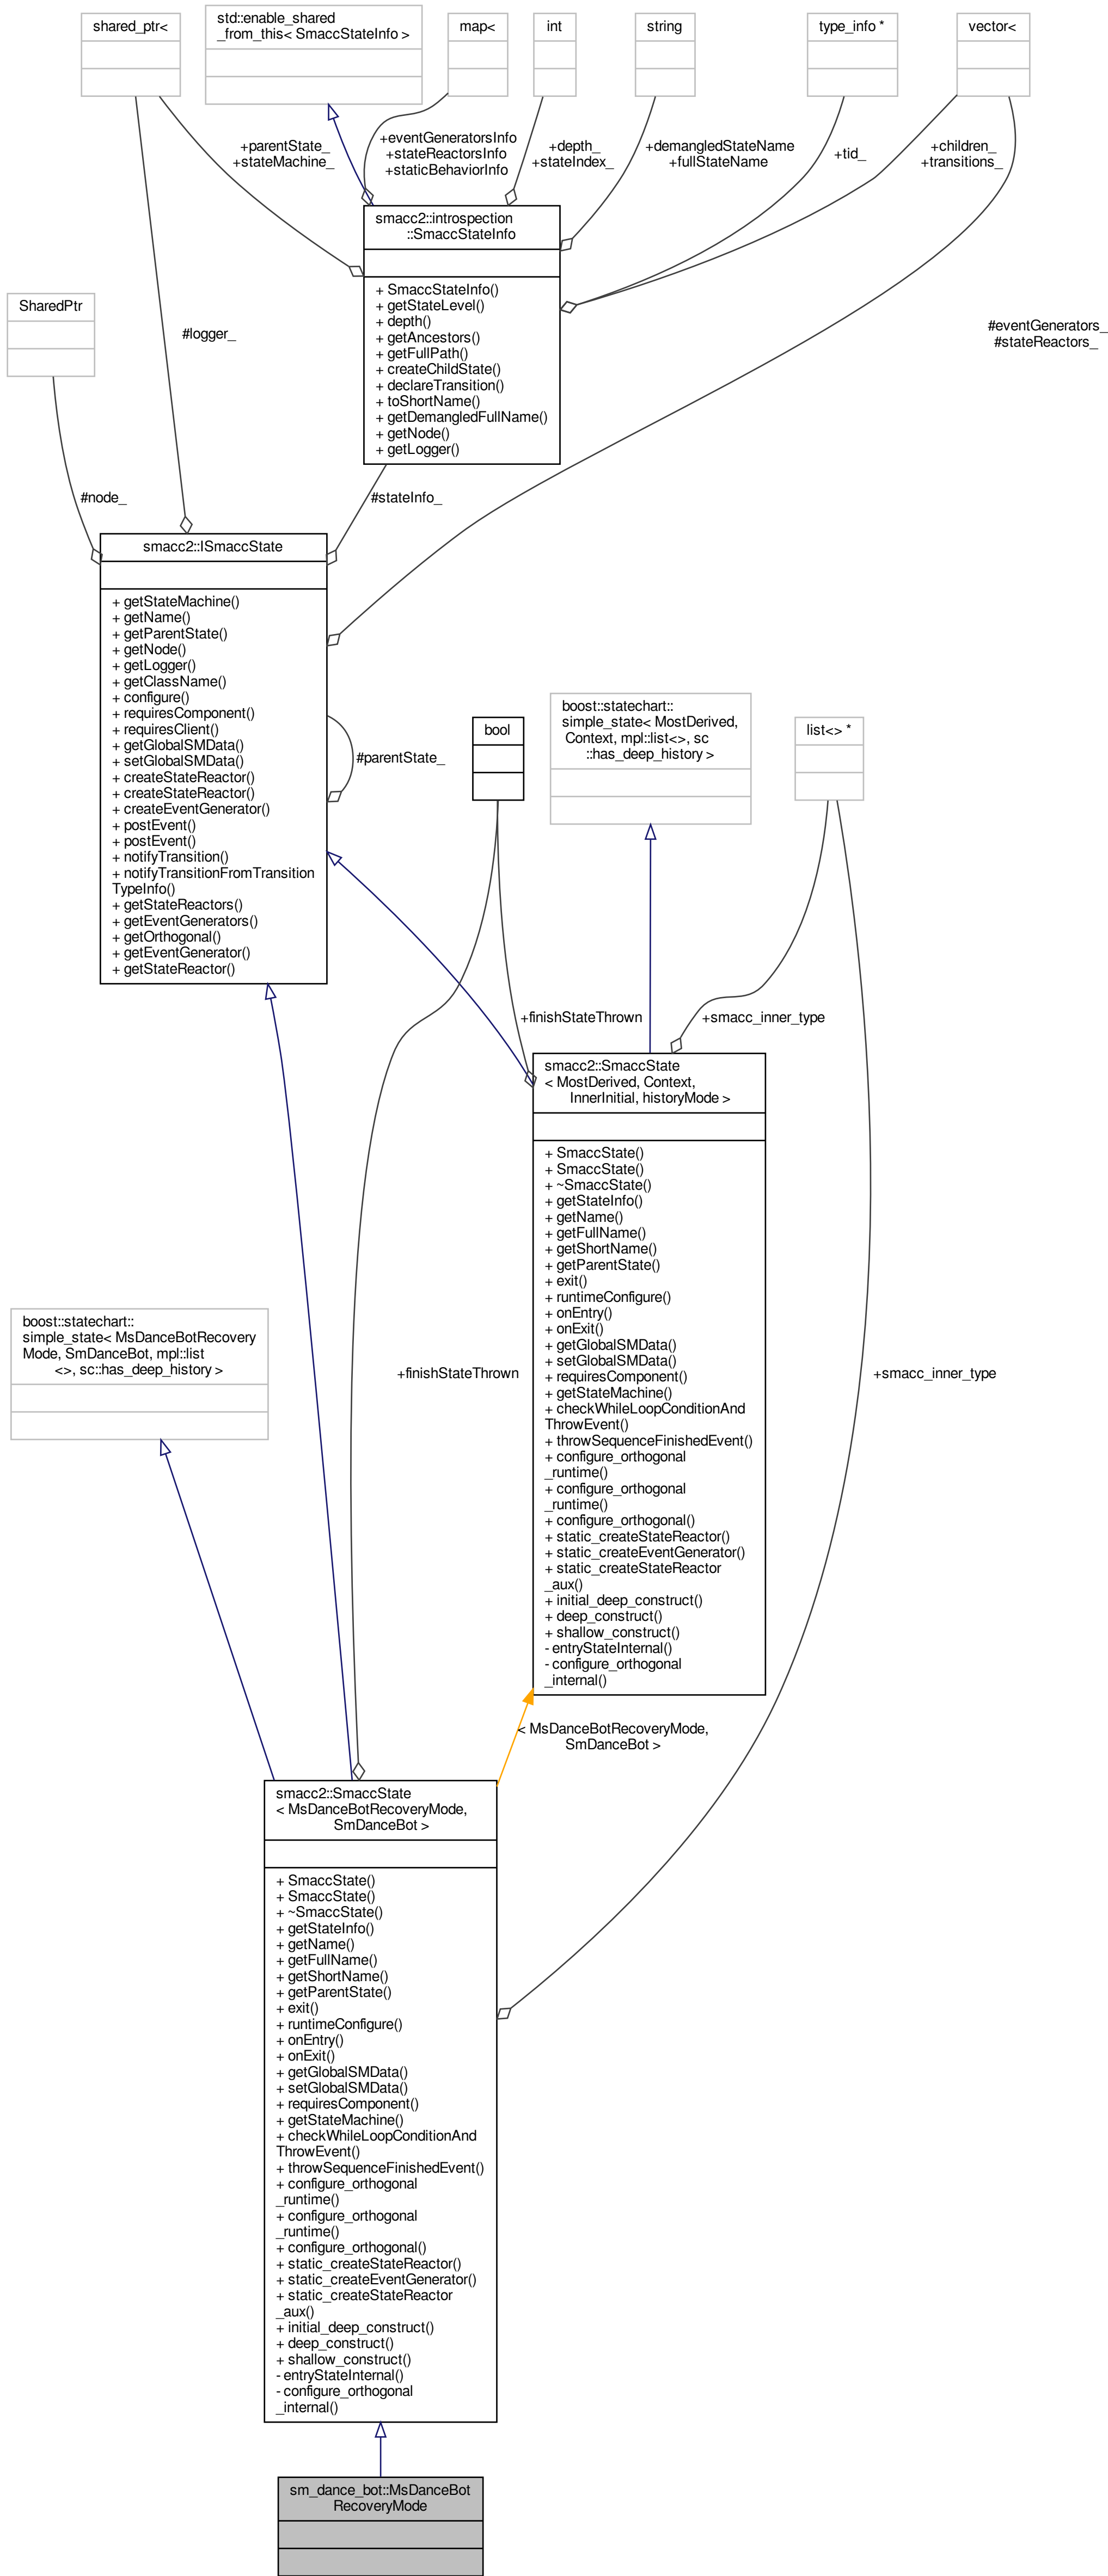 shared_ptr<
std::enable_shared
_from_this< SmaccStateInfo >
map<
int
string
type_info *
vector<
+parentState_
+stateMachine_
+eventGeneratorsInfo
+stateReactorsInfo
+staticBehaviorInfo
+depth_
+stateIndex_
+demangledStateName
+fullStateName
+tid_
+children_
+transitions_
smacc2::introspection
::SmaccStateInfo
+ SmaccStateInfo()
+ getStateLevel()
+ depth()
+ getAncestors()
+ getFullPath()
+ createChildState()
+ declareTransition()
+ toShortName()
+ getDemangledFullName()
+ getNode()
+ getLogger()
SharedPtr
#logger_
#eventGenerators_
#stateReactors_
#node_
#stateInfo_
smacc2::ISmaccState
+ getStateMachine()
+ getName()
+ getParentState()
+ getNode()
+ getLogger()
+ getClassName()
+ configure()
+ requiresComponent()
+ requiresClient()
+ getGlobalSMData()
+ setGlobalSMData()
+ createStateReactor()
+ createStateReactor()
+ createEventGenerator()
+ postEvent()
+ postEvent()
+ notifyTransition()
+ notifyTransitionFromTransition
TypeInfo()
+ getStateReactors()
+ getEventGenerators()
+ getOrthogonal()
+ getEventGenerator()
+ getStateReactor()
#parentState_
bool
boost::statechart::
simple_state< MostDerived,
Context, mpl::list<>, sc
::has_deep_history >
list<> *
+finishStateThrown
+smacc_inner_type
smacc2::SmaccState
< MostDerived, Context,
InnerInitial, historyMode >
+ SmaccState()
+ SmaccState()
+ ~SmaccState()
+ getStateInfo()
+ getName()
+ getFullName()
+ getShortName()
+ getParentState()
+ exit()
+ runtimeConfigure()
+ onEntry()
+ onExit()
+ getGlobalSMData()
+ setGlobalSMData()
+ requiresComponent()
+ getStateMachine()
+ checkWhileLoopConditionAnd
ThrowEvent()
+ throwSequenceFinishedEvent()
+ configure_orthogonal
_runtime()
+ configure_orthogonal
_runtime()
+ configure_orthogonal()
+ static_createStateReactor()
+ static_createEventGenerator()
+ static_createStateReactor
_aux()
+ initial_deep_construct()
+ deep_construct()
+ shallow_construct()
- entryStateInternal()
- configure_orthogonal
_internal()
boost::statechart::
simple_state< MsDanceBotRecovery
Mode, SmDanceBot, mpl::list
<>, sc::has_deep_history >
+finishStateThrown
+smacc_inner_type
< MsDanceBotRecoveryMode,
SmDanceBot >
smacc2::SmaccState
< MsDanceBotRecoveryMode,
SmDanceBot >
+ SmaccState()
+ SmaccState()
+ ~SmaccState()
+ getStateInfo()
+ getName()
+ getFullName()
+ getShortName()
+ getParentState()
+ exit()
+ runtimeConfigure()
+ onEntry()
+ onExit()
+ getGlobalSMData()
+ setGlobalSMData()
+ requiresComponent()
+ getStateMachine()
+ checkWhileLoopConditionAnd
ThrowEvent()
+ throwSequenceFinishedEvent()
+ configure_orthogonal
_runtime()
+ configure_orthogonal
_runtime()
+ configure_orthogonal()
+ static_createStateReactor()
+ static_createEventGenerator()
+ static_createStateReactor
_aux()
+ initial_deep_construct()
+ deep_construct()
+ shallow_construct()
- entryStateInternal()
- configure_orthogonal
_internal()
sm_dance_bot::MsDanceBot
RecoveryMode